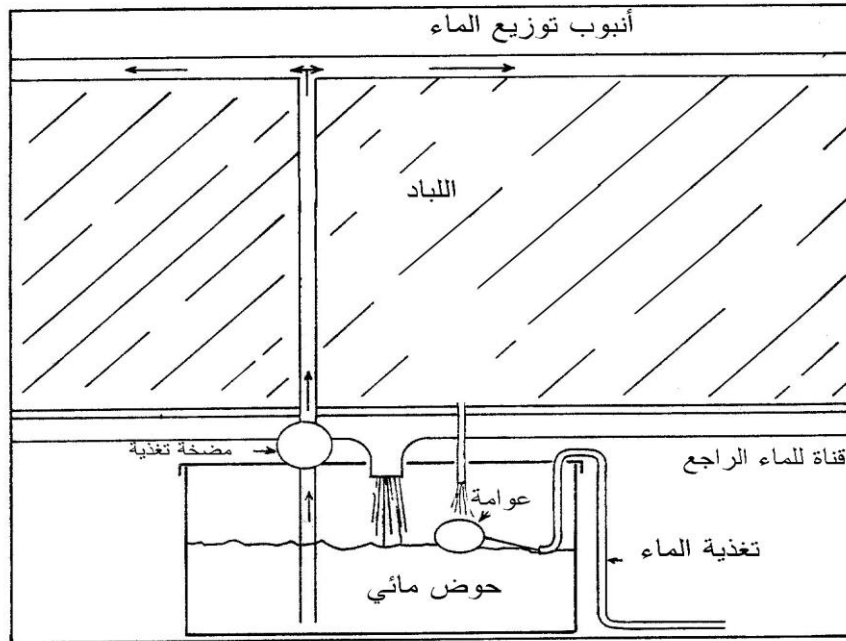 أنبوب توزيع الماء
اللباد
مضخة تغذية
قناة للماء الراجع
عوامة
تغذية الماء
حوض مائي